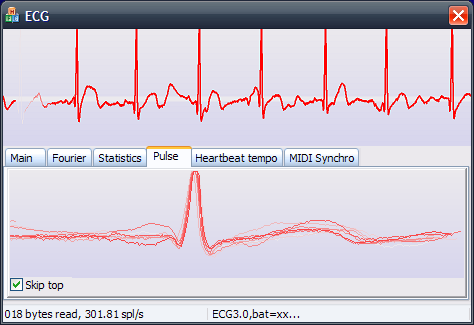 ECG
Main Fourier Statistics Pulse Heartbeat tempo MIDI Synchro
Skip top
018 bytes read, 301.81 spl/s ECG3.0,bat=xx...